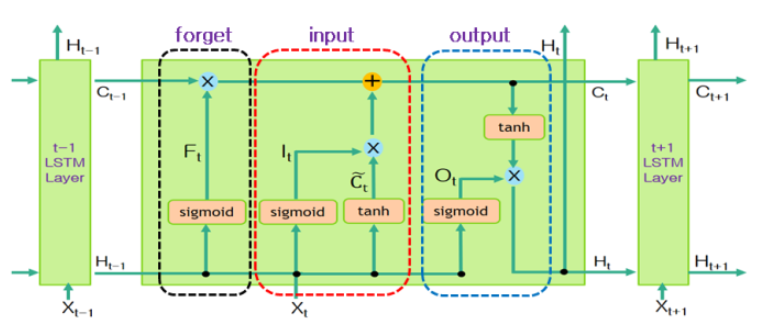 forget
input
output
Hₜ₋₁
Hₜ
Hₜ₊₁
Cₜ₋₁
×
+
Cₜ
Cₜ₊₁
tanh
t−1
LSTM
Layer
Fₜ
Iₜ
×
C̃ₜ
Oₜ
×
t+1
LSTM
Layer
sigmoid
sigmoid
tanh
sigmoid
Hₜ₋₁
Hₜ
Hₜ₊₁
Xₜ₋₁
Xₜ
Xₜ₊₁